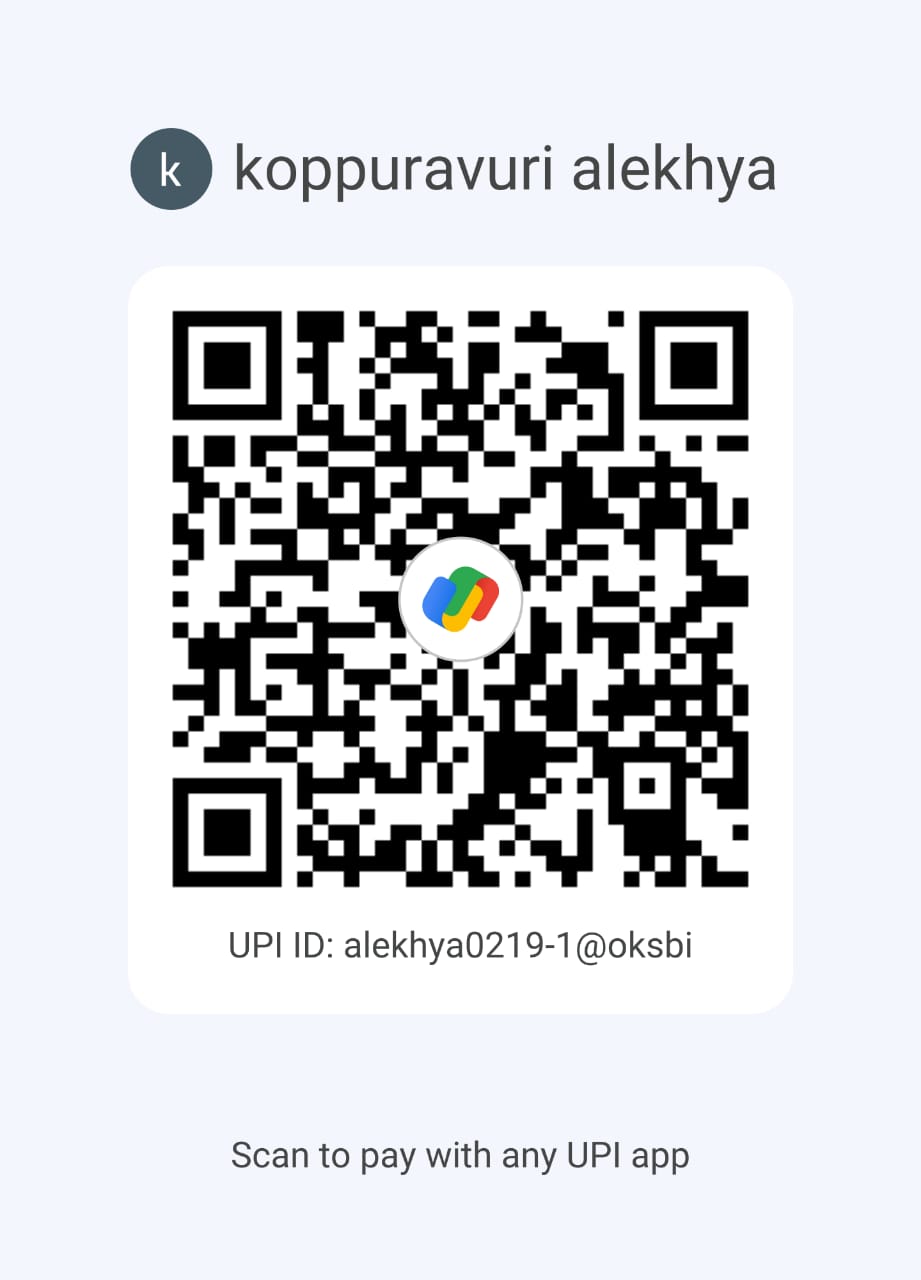 k koppuravuri alekhya
UPI ID: alekhya0219-1@oksbi
Scan to pay with any UPI app